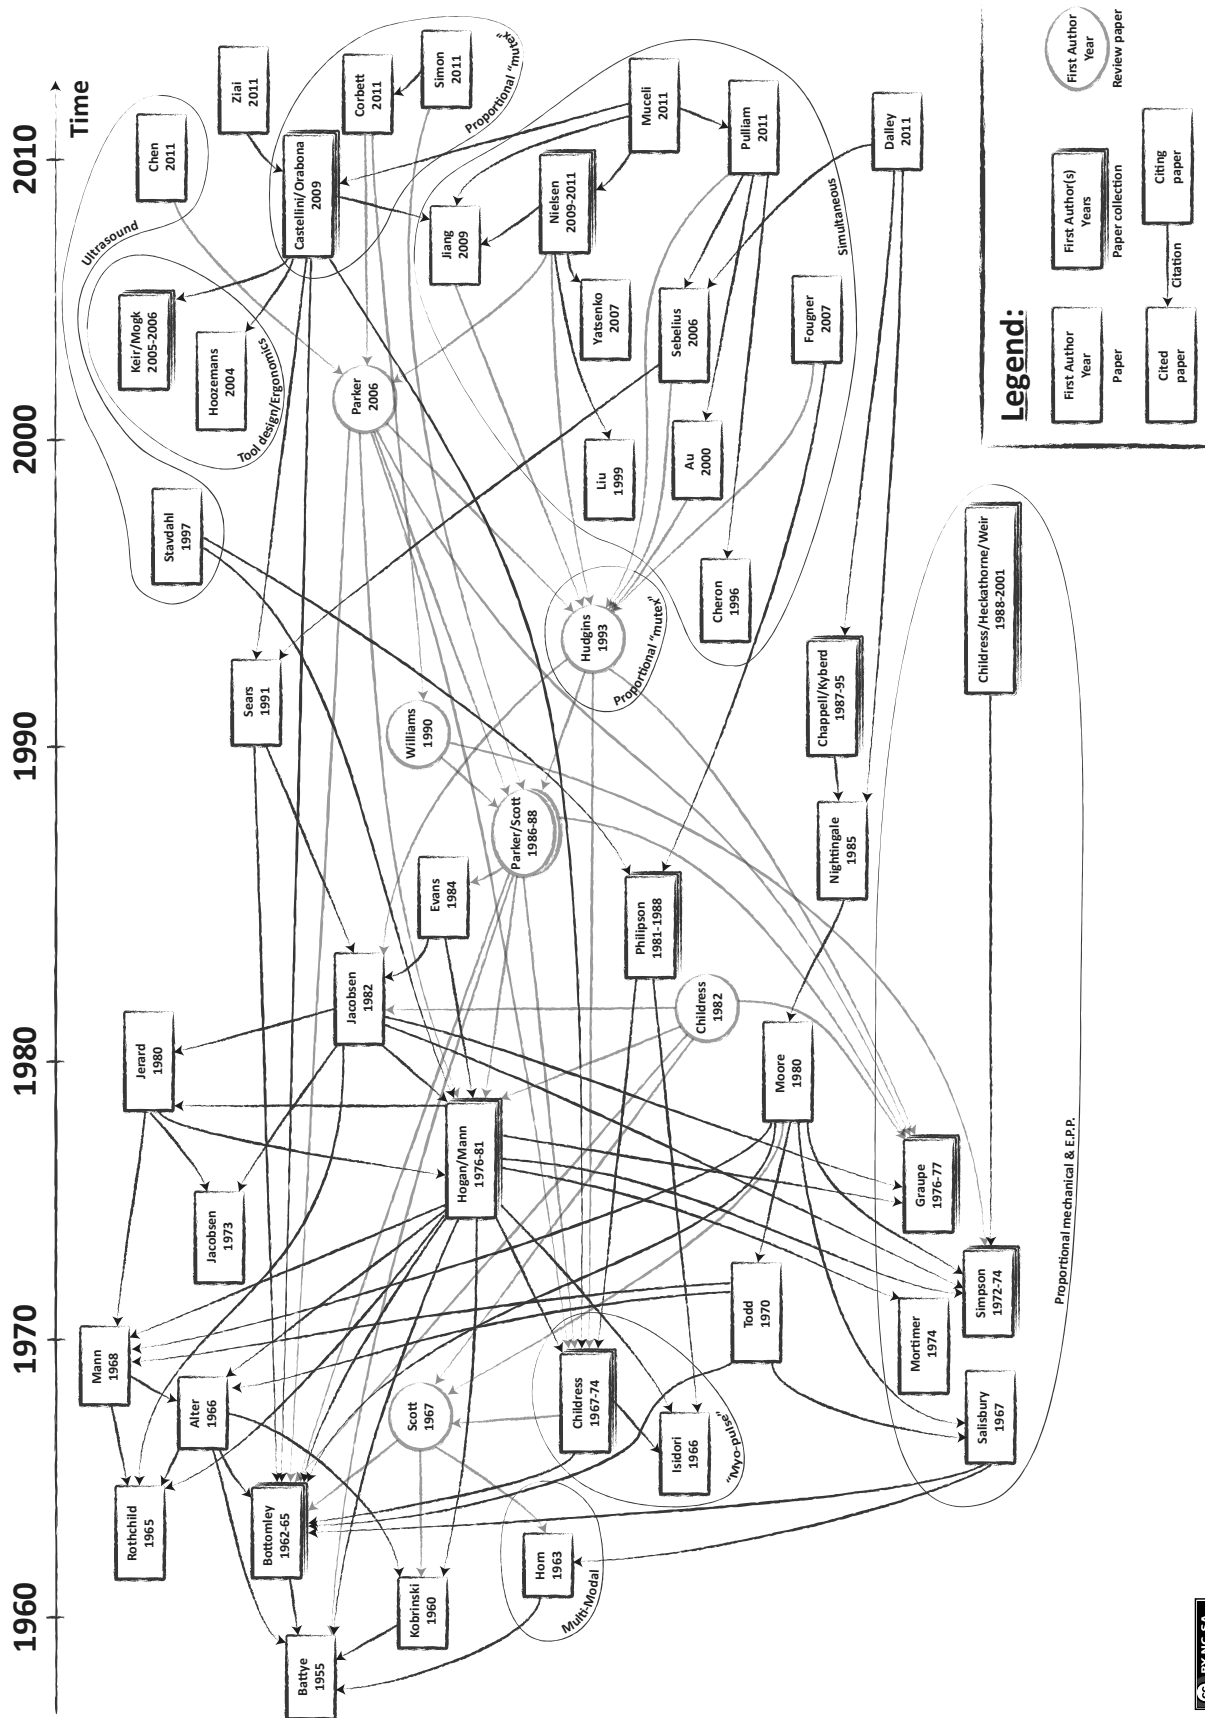 1960
1970
1980
1990
2000
2010
Time
Mann
1968
Rothchild
1965
Jerard
1980
Keir/Mogk
2005-2006
Chen
2011
Ultrasound
Stavdahl
1997
Alter
1966
Jacobsen
1973
Hoozemans
2004
Tool design/Ergomomics
Ziai
2011
Sears
1991
Bottomley
1962-65
Castellini/Orabona
2009
Battye
1955
Jacobsen
1982
Parker
2006
Corbett
2011
Kobrinski
1960
Scott
1967
Williams
1990
Evans
1984
Simon
2011
Jiang
2009
Hogan/Mann
1976-81
Proportional "mutex"
Parker/Scott
1986-88
Horn
1963
Multi-Modal
Childress
1967-74
Hudgins
1993
Proportional "mutex"
Nielsen
2009-2011
Liu
1999
Yatsenko
2007
Muceli
2011
Philipson
1981-1988
Isidori
1966
"Myo-pulse"
Childress
1982
Au
2000
Sebelius
2006
Cheron
1996
Pulliam
2011
Todd
1970
Moore
1980
Fougner
2007
Simultaneous
Chappell/Kyberd
1987-95
Nightingale
1985
Dalley
2011
Mortimer
1974
Graupe
1976-77
Salisbury
1967
Simpson
1972-74
Childress/Heckathorne/Weir
1988-2001
Proportional mechanical & E.P.P.
Legend:
First Author
Year
Paper
First Author(s)
Years
Paper collection
First Author
Year
Review paper
Cited
paper
Citation
Citing
paper
cc BY-NC-SA